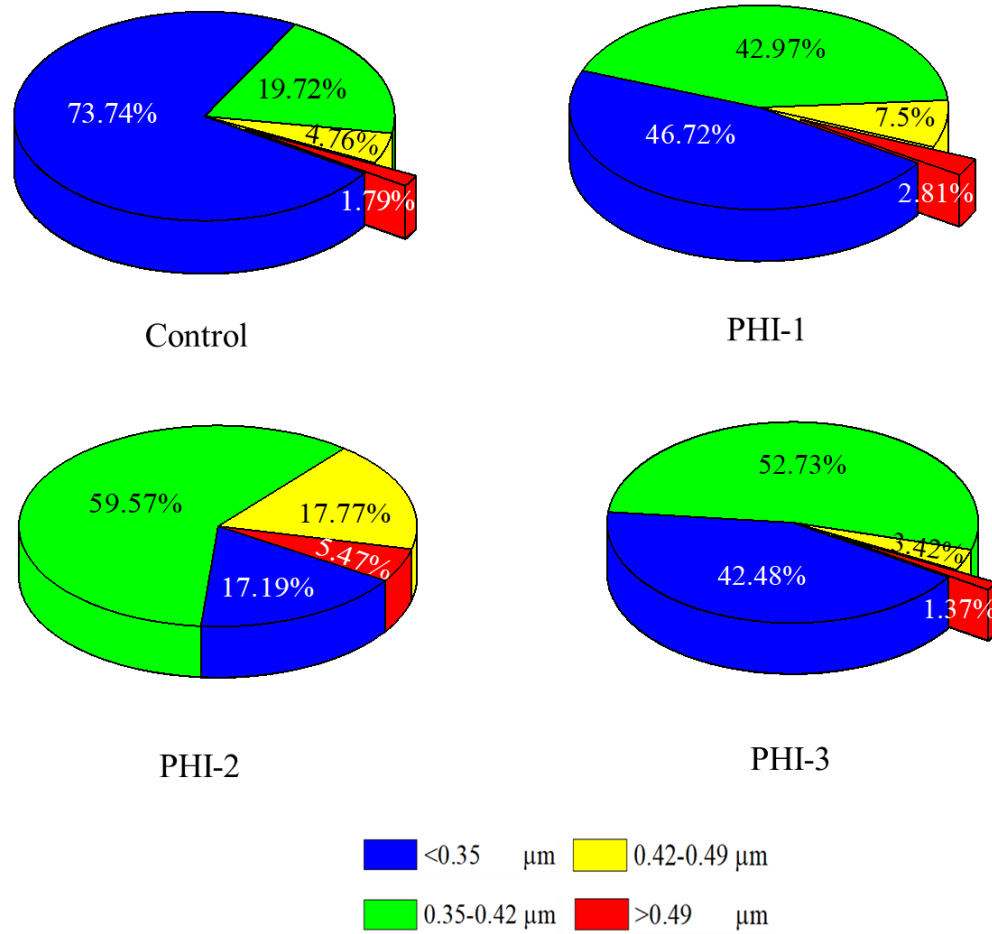 73.74%
19.72%
4.76%
1.79%
Control
42.97%
7.5%
46.72%
2.81%
PHI-1
59.57%
17.77%
5.47%
17.19%
PHI-2
52.73%
3.42%
42.48%
1.37%
PHI-3
<0.35 µm
0.42-0.49 µm
0.35-0.42 µm
>0.49 µm